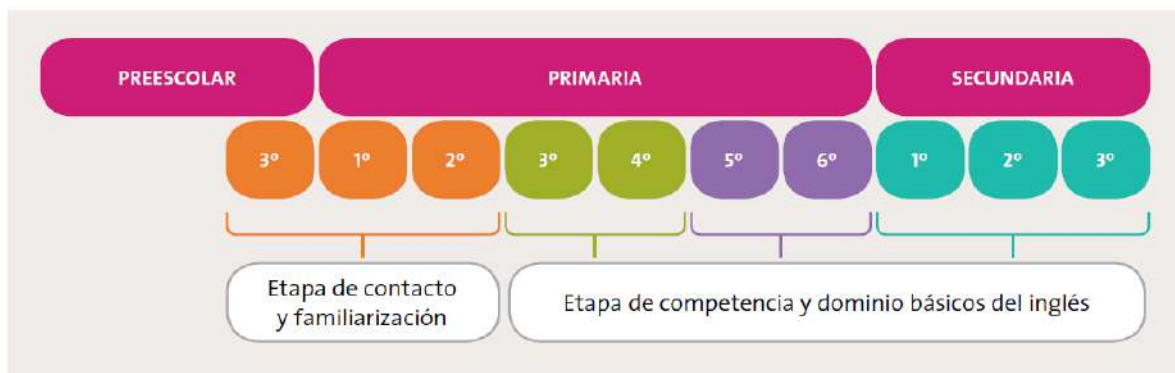 PREESCOLAR PRIMARIA SECUNDARIA
3º 1º 2º 3º 4º 5º 6º 1º 2º 3º
Etapa de contacto
y familiarización
Etapa de competencia y dominio básicos del inglés